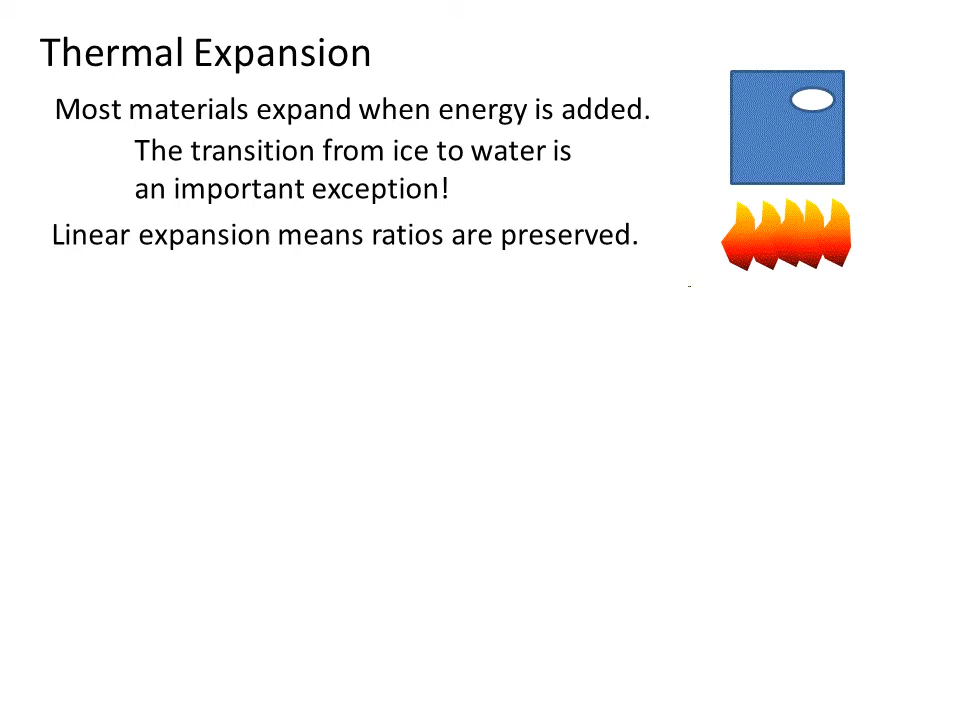 Thermal Expansion
Most materials expand when energy is added.
The transition from ice to water is
an important exception!
Linear expansion means ratios are preserved.